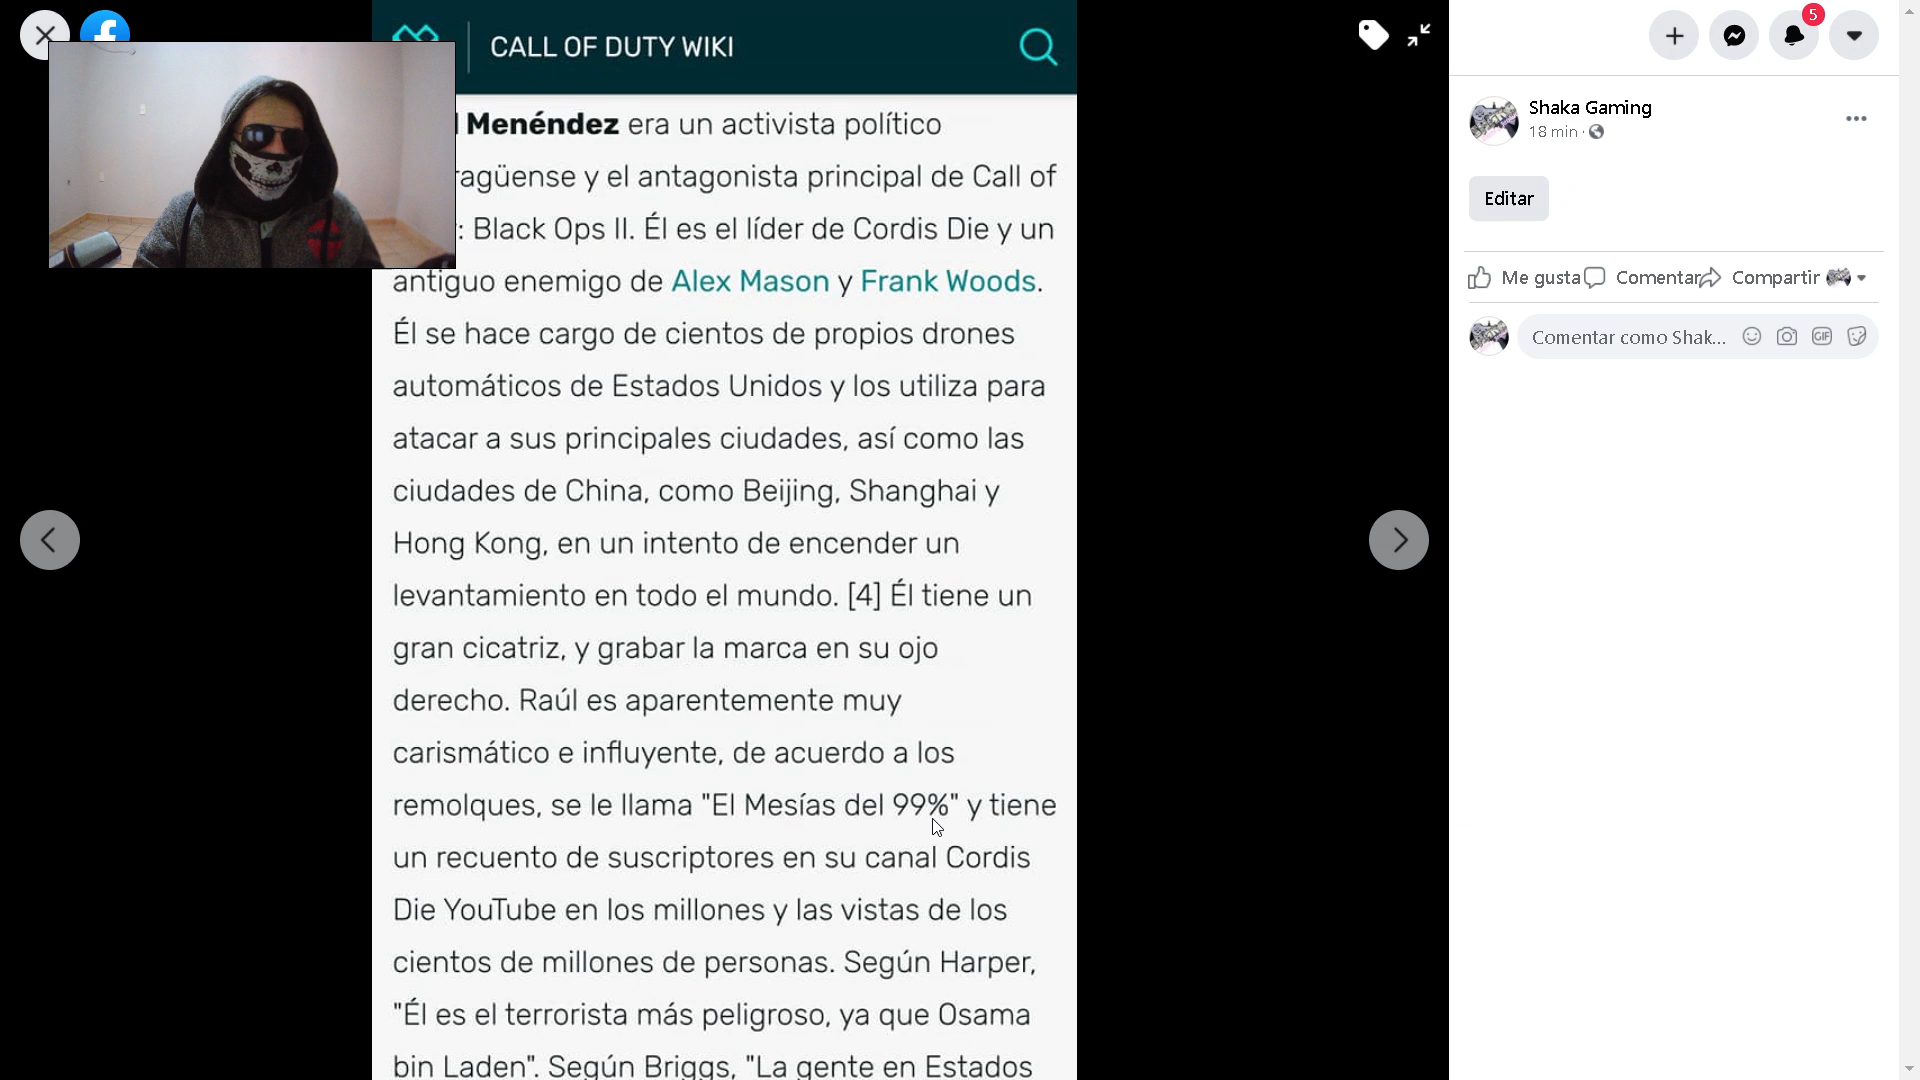 CALL OF DUTY WIKI
Menéndez era un activista político
ragüense y el antagonista principal de Call of
: Black Ops II. Él es el líder de Cordis Die y un
antiguo enemigo de Alex Mason y Frank Woods.
Él se hace cargo de cientos de propios drones
automáticos de Estados Unidos y los utiliza para
atacar a sus principales ciudades, así como las
ciudades de China, como Beijing, Shanghai y
Hong Kong, en un intento de encender un
levantamiento en todo el mundo. [4] Él tiene un
gran cicatriz, y grabar la marca en su ojo
derecho. Raúl es aparentemente muy
carismático e influyente, de acuerdo a los
remolques, se le llama "El Mesías del 99%" y tiene
un recuento de suscriptores en su canal Cordis
Die YouTube en los millones y las vistas de los
cientos de millones de personas. Según Harper,
"Él es el terrorista más peligroso, ya que Osama
bin Laden". Según Briggs, "La gente en Estados
5
Shaka Gaming
18 min ·
Editar
Me gusta Comentar Compartir
Comentar como Shak... GIF